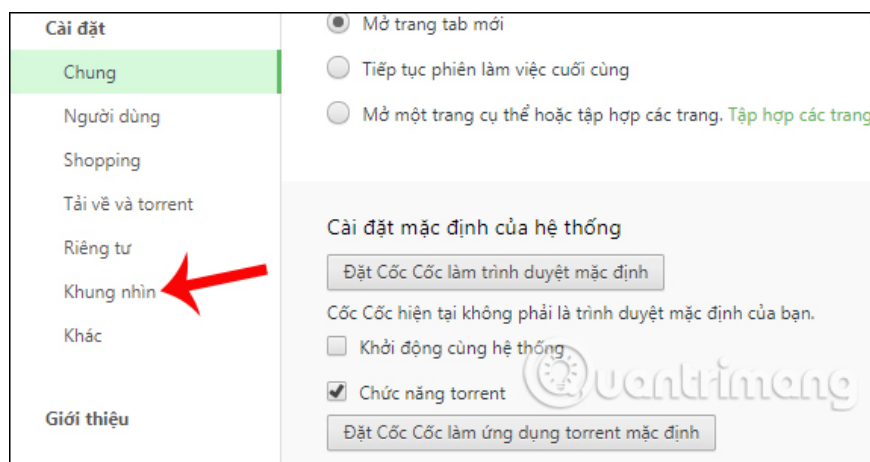 Cài đặt
Chung
Người dùng
Shopping
Tải về và torrent
Riêng tư
Khung nhìn
Khác
Giới thiệu
Mở trang tab mới
Tiếp tục phiên làm việc cuối cùng
Mở một trang cụ thể hoặc tập hợp các trang. Tập hợp các trang
Cài đặt mặc định của hệ thống
Đặt Cốc Cốc làm trình duyệt mặc định
Cốc Cốc hiện tại không phải là trình duyệt mặc định của bạn.
Khởi động cùng hệ thống
Chức năng torrent
Đặt Cốc Cốc làm ứng dụng torrent mặc định
Quantrimang